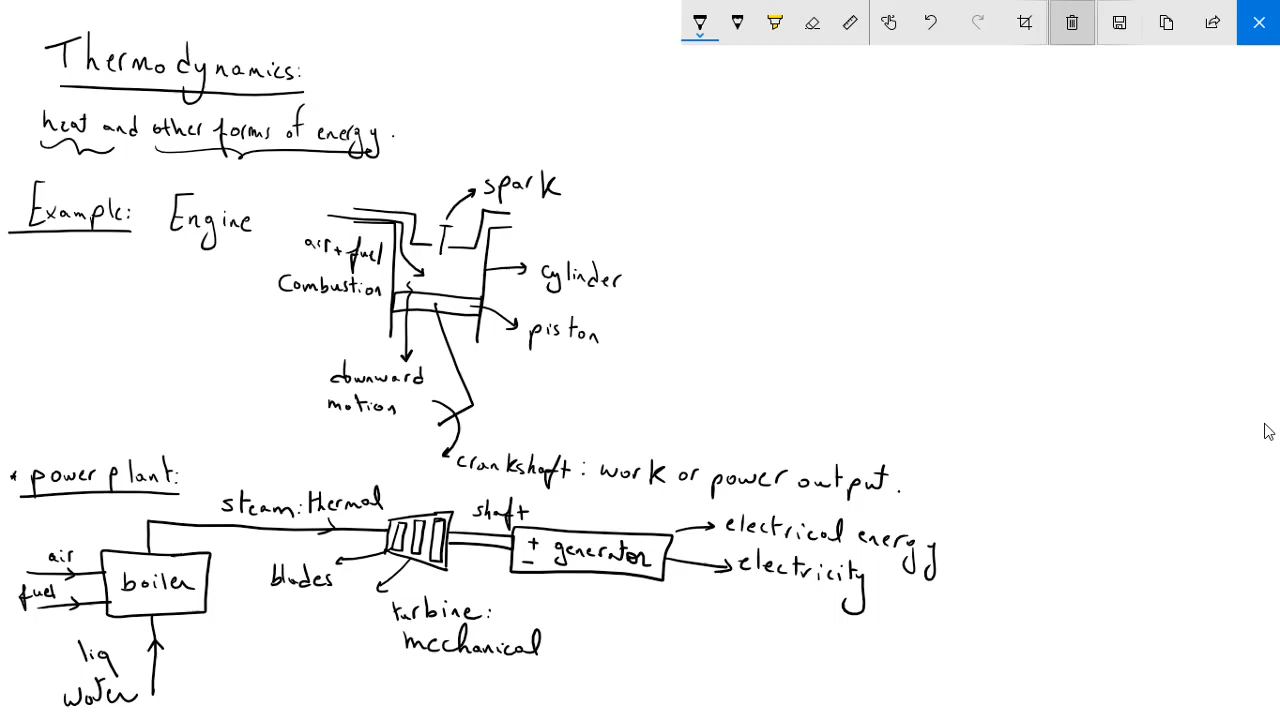 Thermodynamics:
heat and other forms of energy.
Example: Engine
spark
air + fuel
Combustion
cylinder
piston
downward
motion
crankshaft: work or power output.
* power plant:
steam: thermal
shaft
electrical energy
air
boiler
blades
+ generator
-
electricity
fuel
turbine:
mechanical
liq
water